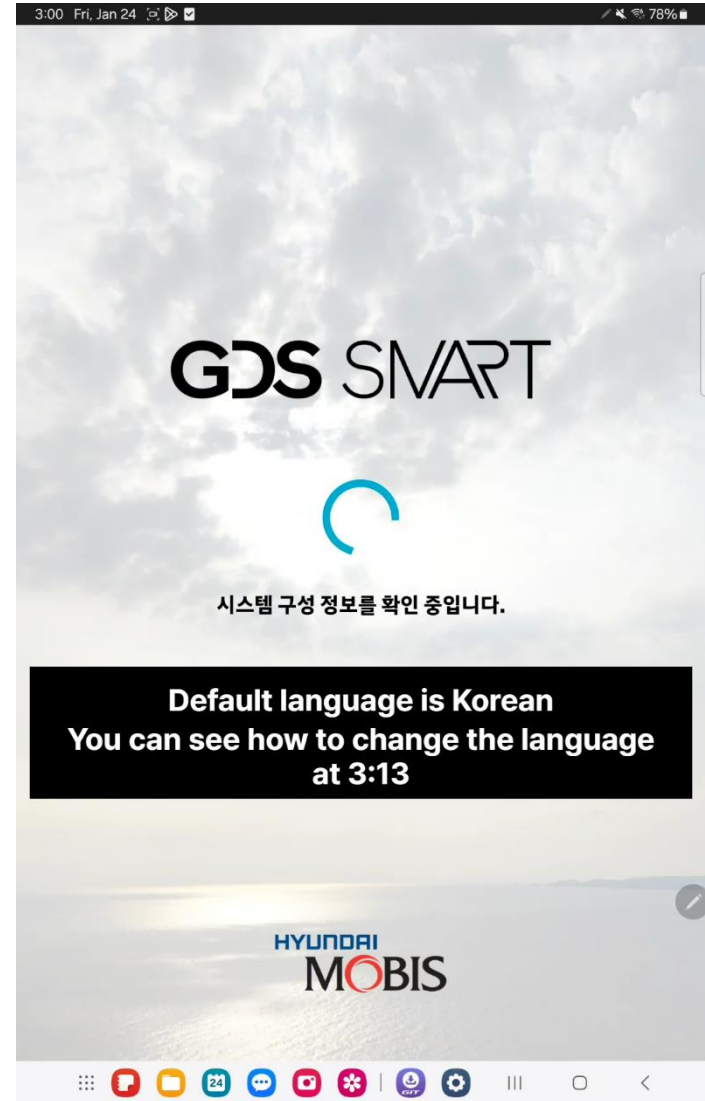 3:00 Fri, Jan 24
78%
GDS SMART
시스템 구성 정보를 확인 중입니다.
Default language is Korean
You can see how to change the language
at 3:13
HYUNDAI
MOBIS
24
GIT